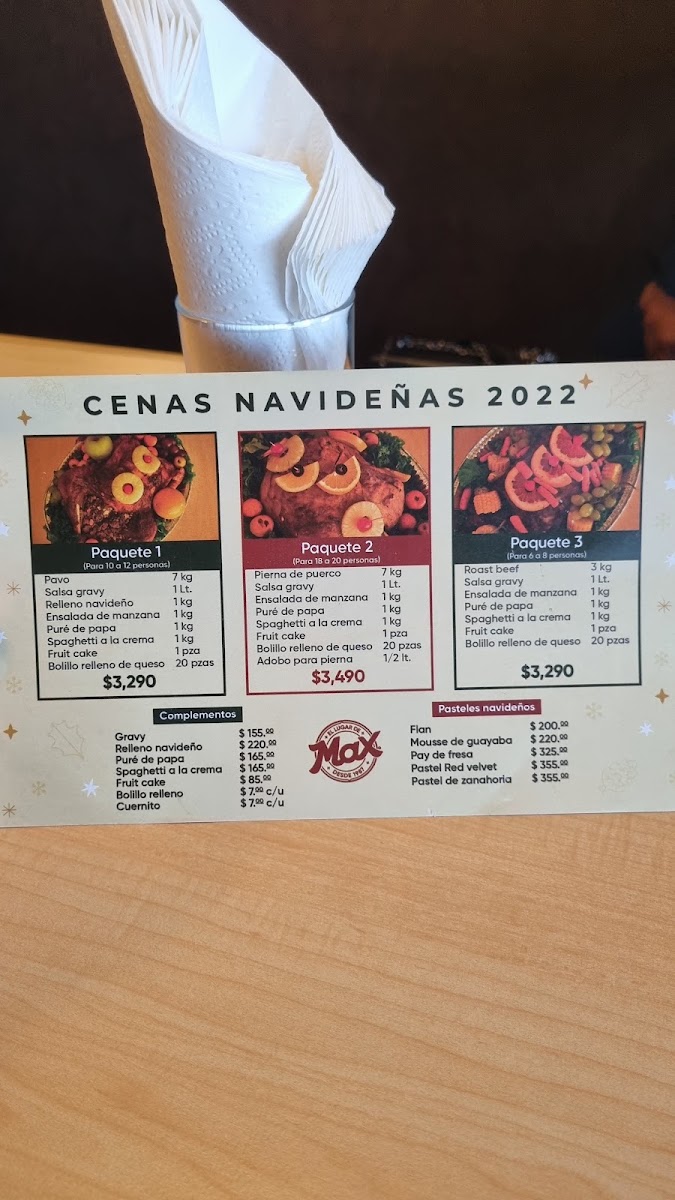 CENAS NAVIDEÑAS 2022
Paquete 1
(Para 10 a 12 personas)
Pavo 7 kg
Salsa gravy 1 Lt.
Relleno navideño 1 kg
Ensalada de manzana 1 kg
Puré de papa 1 kg
Spaghetti a la crema 1 kg
Fruit cake 1 pza
Bolillo relleno de queso 20 pzas
$3,290
Paquete 2
(Para 18 a 20 personas)
Pierna de puerco 7 kg
Salsa gravy 1 Lt.
Ensalada de manzana 1 kg
Puré de papa 1 kg
Spaghetti a la crema 1 kg
Fruit cake 1 pza
Bolillo relleno de queso 20 pzas
Adobo para pierna 1/2 lt.
$3,490
Paquete 3
(Para 6 a 8 personas)
Roast beef 3 kg
Salsa gravy 1 Lt.
Ensalada de manzana 1 kg
Puré de papa 1 kg
Spaghetti a la crema 1 kg
Fruit cake 1 pza
Bolillo relleno de queso 20 pzas
$3,290
Complementos
Gravy $155.00
Relleno navideño $220.00
Puré de papa $165.00
Spaghetti a la crema $165.00
Fruit cake $85.00
Bolillo relleno $7.00 c/u
Cuernito $7.00 c/u
EL LUGAR DE
Max
DESDE 1987
Pasteles navideños
Flan $200.00
Mousse de guayaba $220.00
Pay de fresa $325.00
Pastel Red velvet $355.00
Pastel de zanahoria $355.00